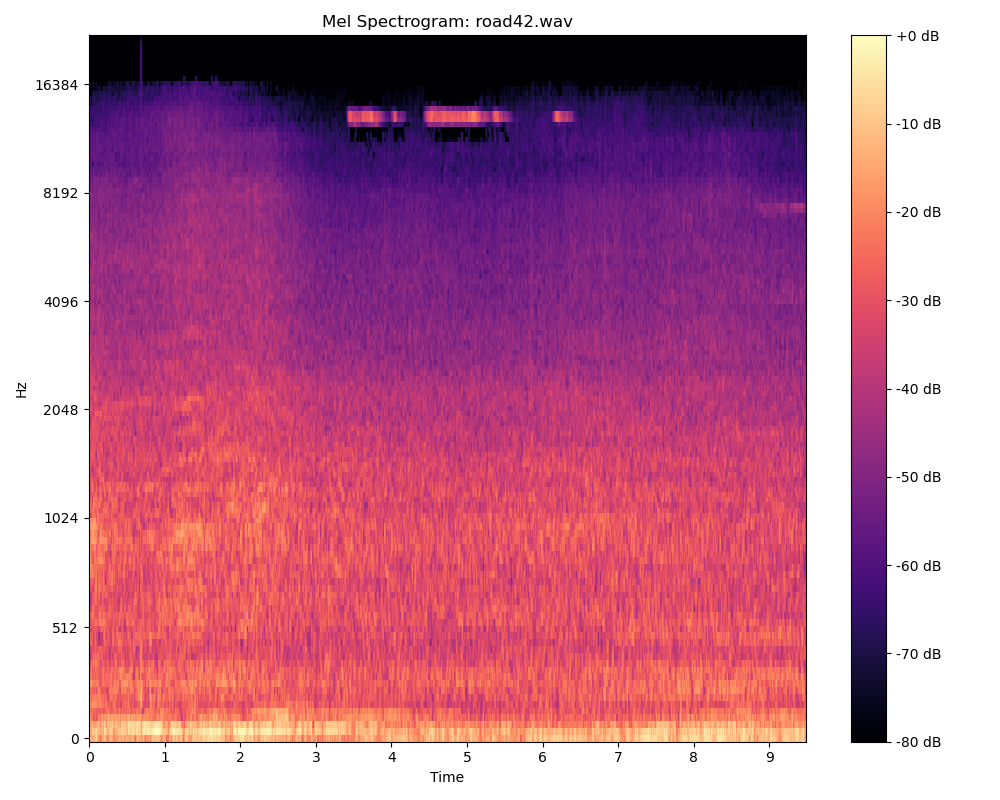 Mel Spectrogram: road42.wav
+0 dB
16384
-10 dB
8192
-20 dB
4096
-30 dB
Hz
-40 dB
2048
-50 dB
1024
-60 dB
512
-70 dB
0
-80 dB
0 1 2 3 4 5 6 7 8 9
Time